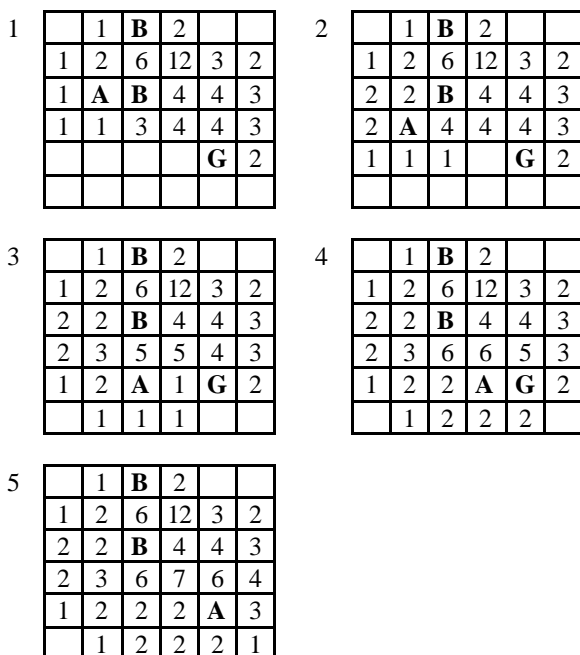 1 2
1 B 2 1 B 2
1 2 6 12 3 2 1 2 6 12 3 2
1 A B 4 4 3 2 2 B 4 4 3
1 1 3 4 4 3 2 A 4 4 4 3
G 2 1 1 1 G 2
3 4
1 B 2 1 B 2
1 2 6 12 3 2 1 2 6 12 3 2
2 2 B 4 4 3 2 2 B 4 4 3
2 3 5 5 4 3 2 3 6 6 5 3
1 2 A 1 G 2 1 2 2 A G 2
1 1 1 1 2 2 2
5
1 B 2
1 2 6 12 3 2
2 2 B 4 4 3
2 3 6 7 6 4
1 2 2 2 A 3
1 2 2 2 1